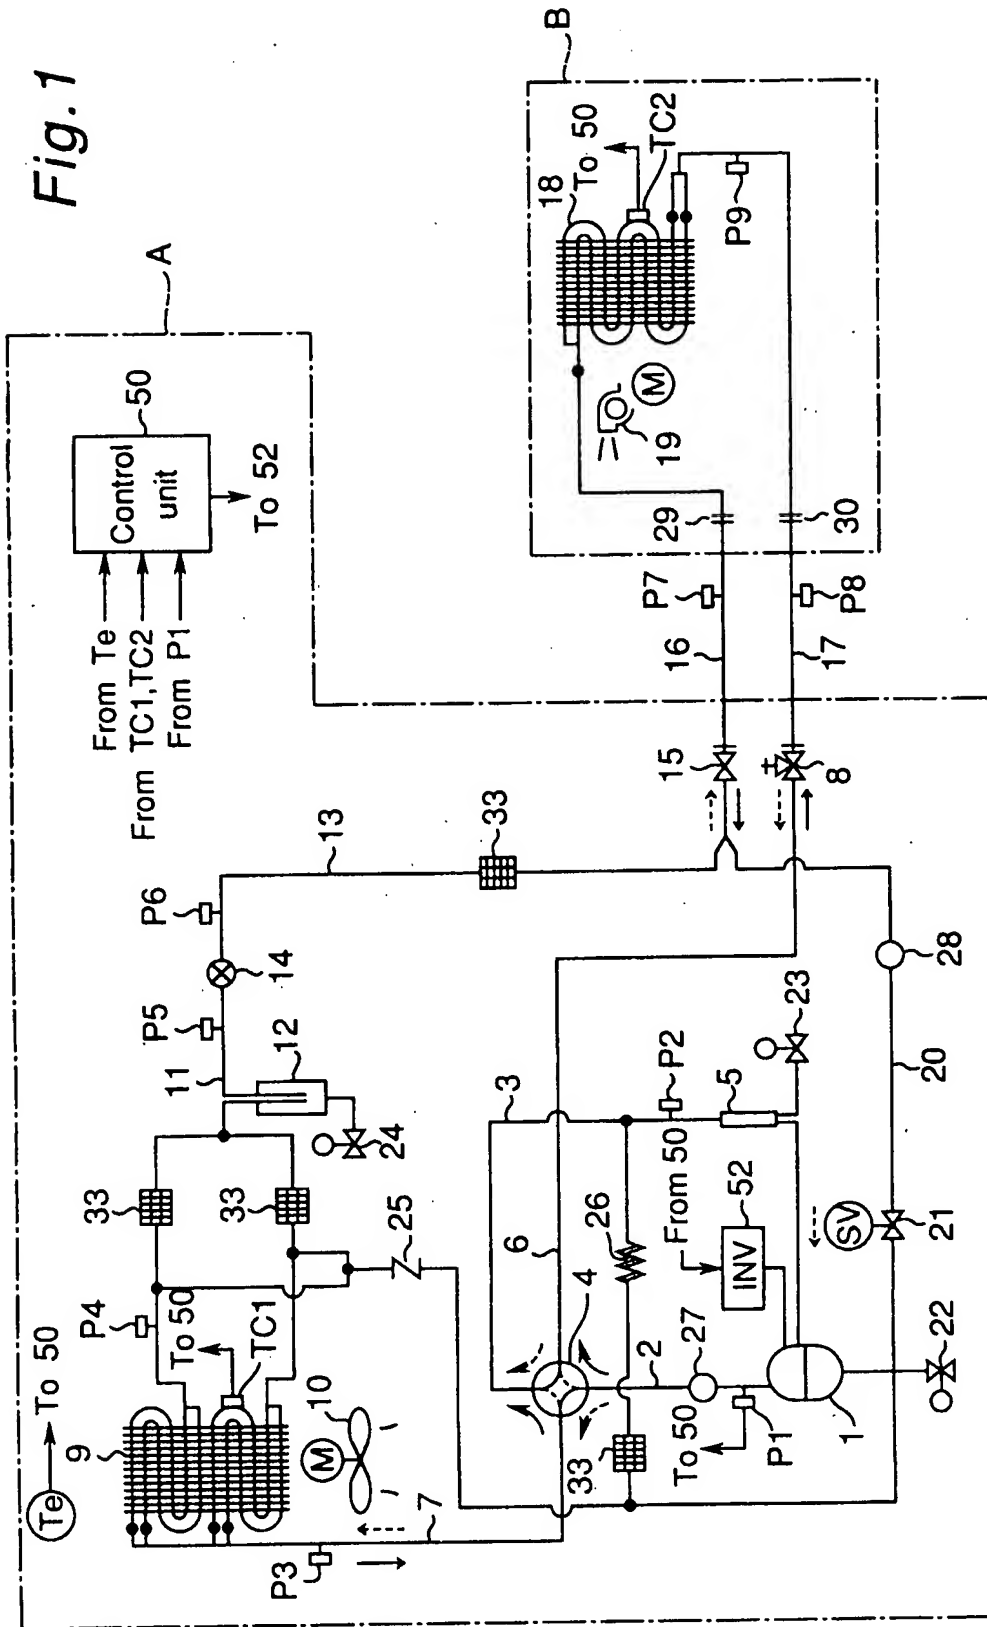 Fig. 1
A
B
Control
unit
50
To 52
From Te
From TC1,TC2
From P1
18
To 50
TC2
P9
M
19
29
30
P7
P8
16
17
15
8
33
13
P6
14
P5
11
12
24
33
33
25
P4
To 50
TC1
Te
To 50
9
10
M
P3
7
3
P2
5
23
28
20
6
26
From 50
52
INV
SV
21
4
2
27
33
To 50
P1
1
22